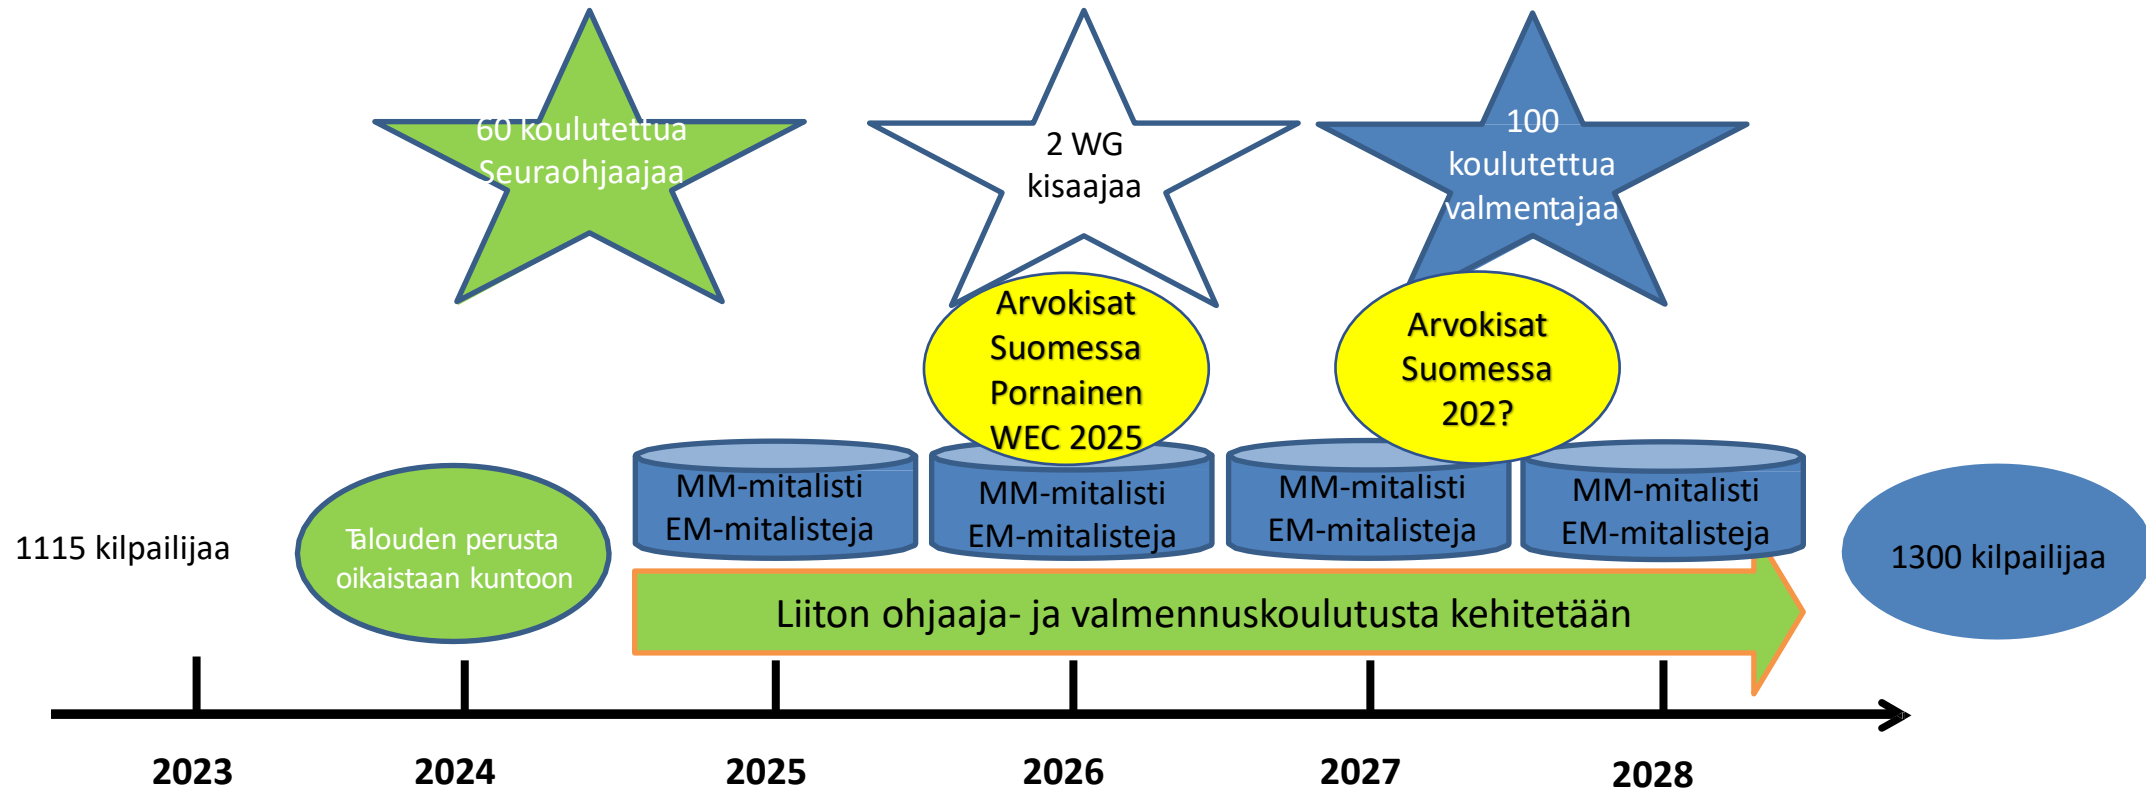 60 koulutettua
Seuraohjaajaa
2 WG
kisaajaa
100
koulutettua
valmentajaa
Arvokisat
Suomessa
Pornainen
WEC 2025
Arvokisat
Suomessa
202?
1115 kilpailijaa
Talouden perusta
oikaistaan kuntoon
MM-mitalisti
EM-mitalisteja
MM-mitalisti
EM-mitalisteja
MM-mitalisti
EM-mitalisteja
MM-mitalisti
EM-mitalisteja
1300 kilpailijaa
Liiton ohjaaja- ja valmennuskoulutusta kehitetään
2023
2024
2025
2026
2027
2028